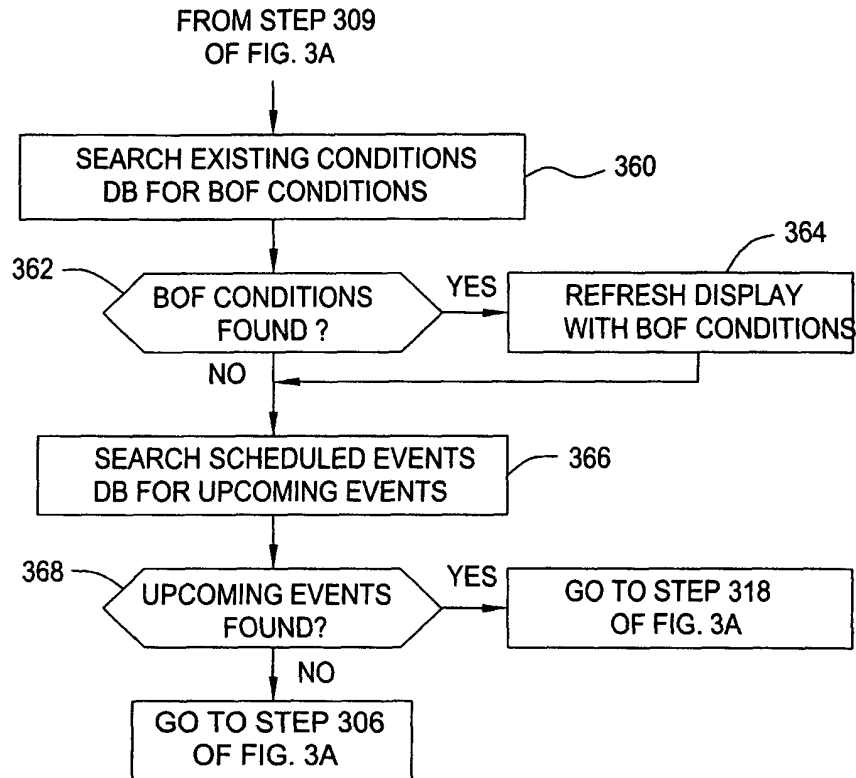 FROM STEP 309
OF FIG. 3A
SEARCH EXISTING CONDITIONS
DB FOR BOF CONDITIONS
360
362
BOF CONDITIONS
FOUND ?
YES
364
REFRESH DISPLAY
WITH BOF CONDITIONS
NO
SEARCH SCHEDULED EVENTS
DB FOR UPCOMING EVENTS
366
368
UPCOMING EVENTS
FOUND?
YES
GO TO STEP 318
OF FIG. 3A
NO
GO TO STEP 306
OF FIG. 3A